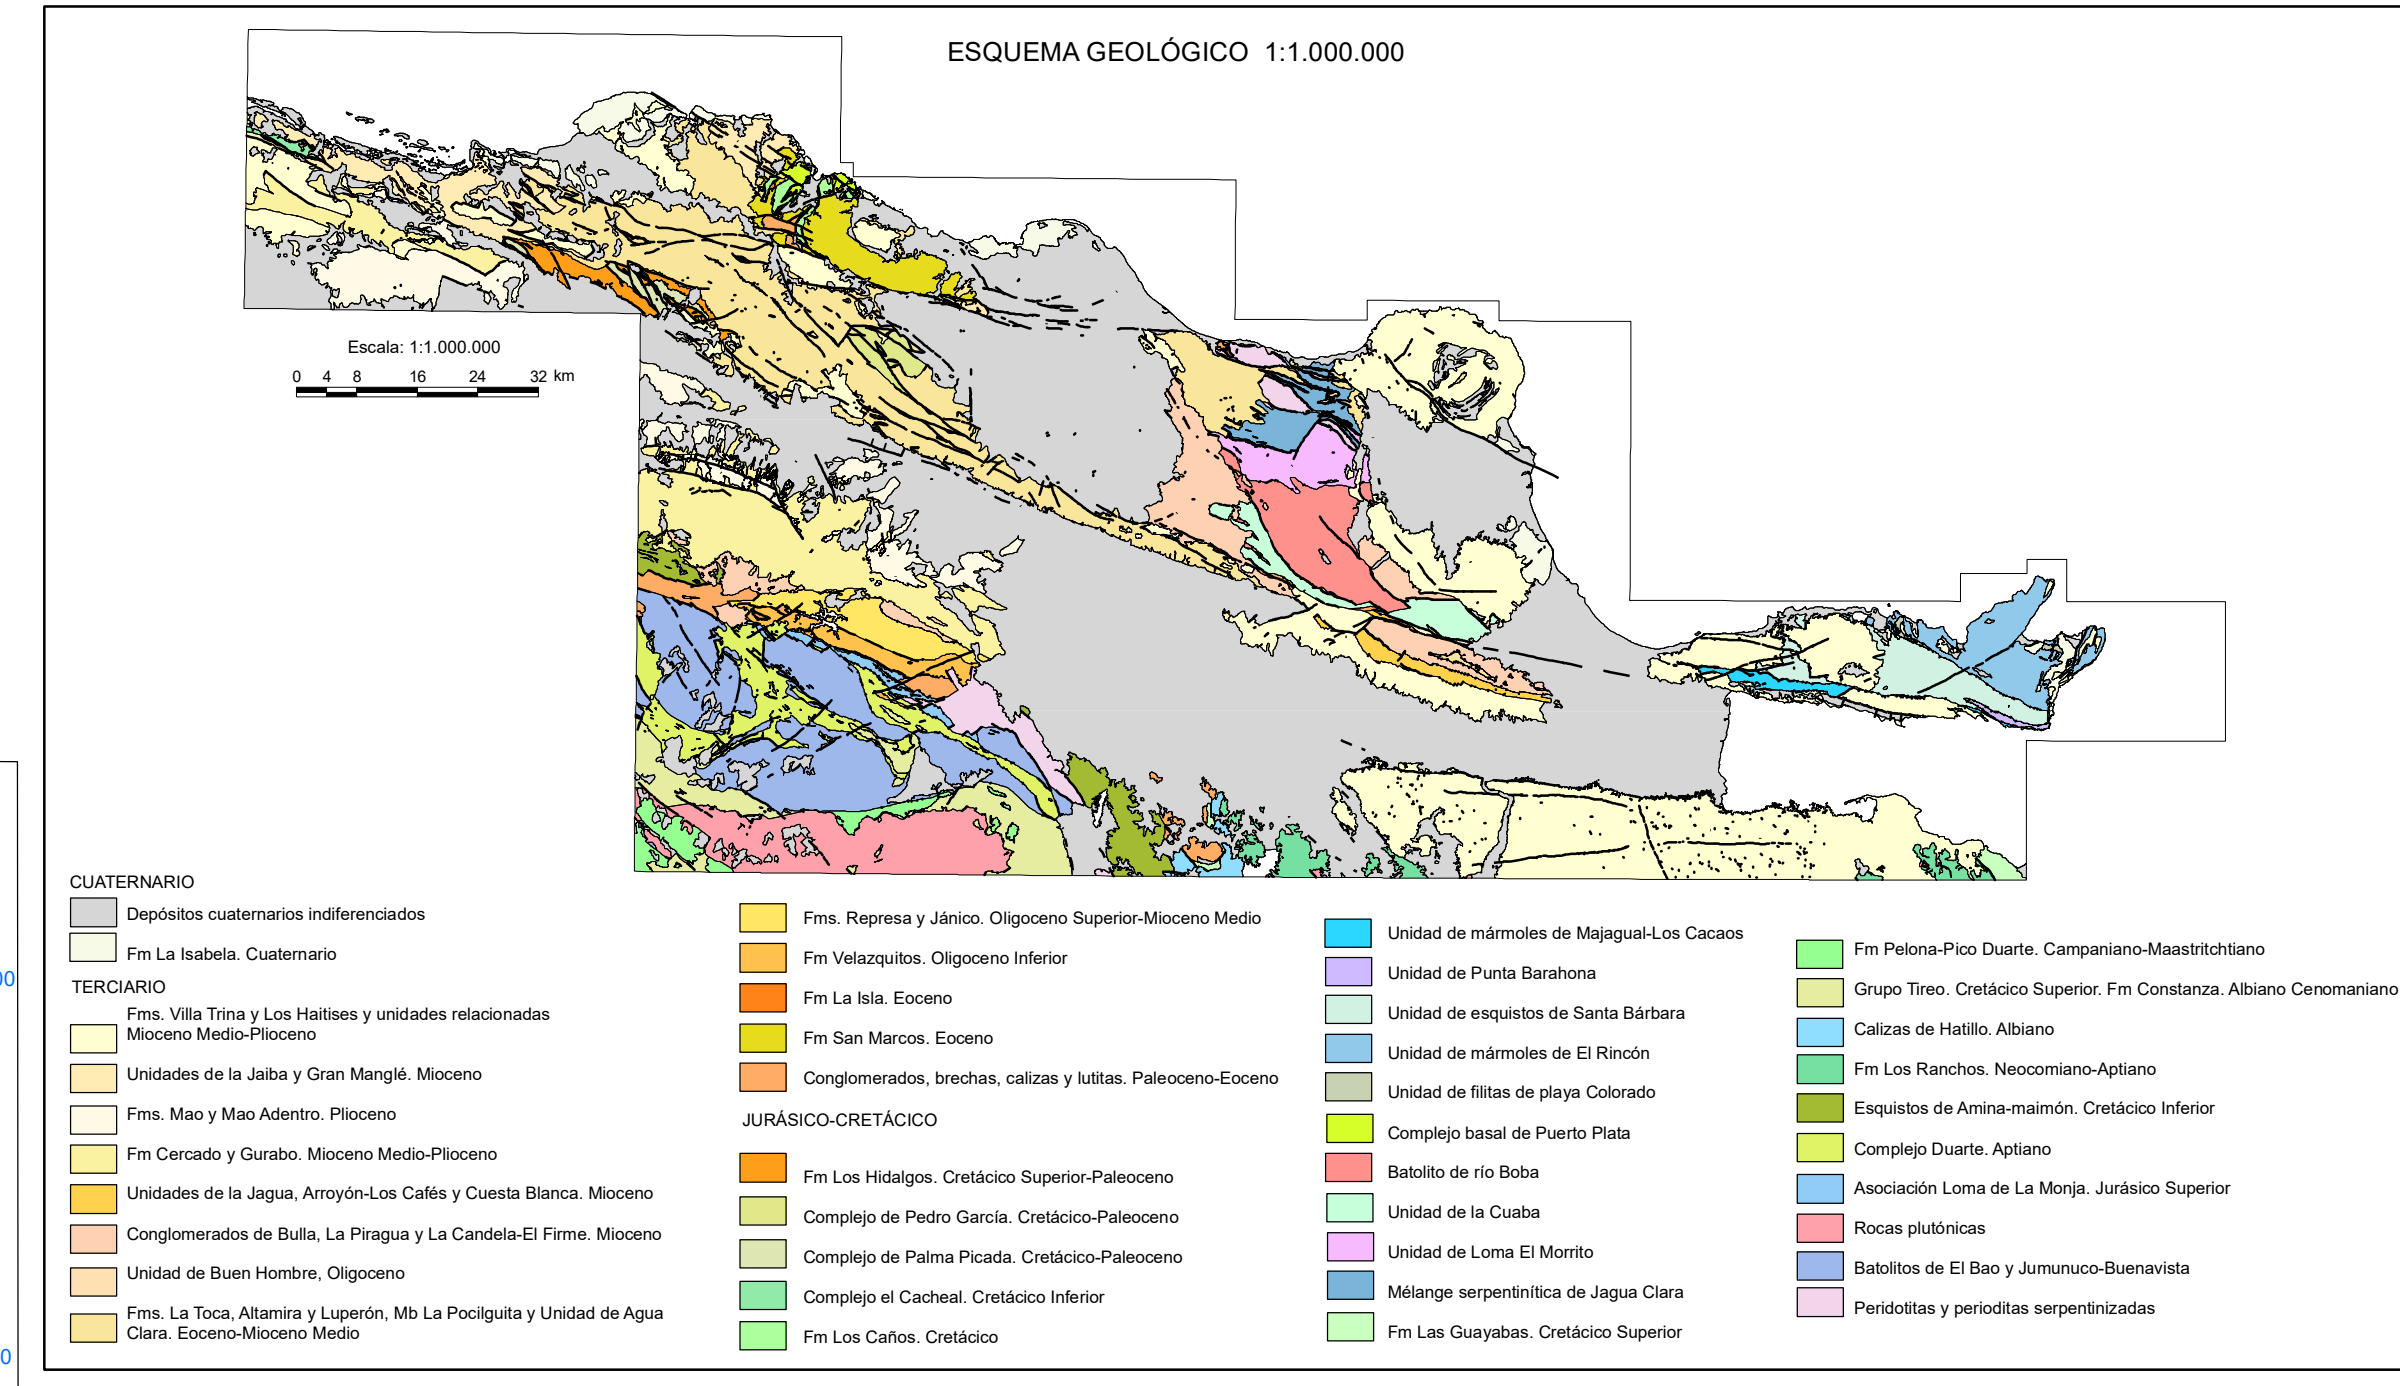 ESQUEMA GEOLÓGICO 1:1.000.000
Escala: 1:1.000.000
0 4 8 16 24 32 km
CUATERNARIO
Depósitos cuaternarios indiferenciados
Fm La Isabela. Cuaternario
TERCIARIO
Fms. Villa Trina y Los Haitises y unidades relacionadas
Mioceno Medio-Plioceno
Unidades de la Jaiba y Gran Manglé. Mioceno
Fms. Mao y Mao Adentro. Plioceno
Fm Cercado y Gurabo. Mioceno Medio-Plioceno
Unidades de la Jagua, Arroyón-Los Cafés y Cuesta Blanca. Mioceno
Conglomerados de Bulla, La Piragua y La Candela-El Firme. Mioceno
Unidad de Buen Hombre, Oligoceno
Fms. La Toca, Altamira y Luperón, Mb La Pocilguita y Unidad de Agua
Clara. Eoceno-Mioceno Medio
Fms. Represa y Jánico. Oligoceno Superior-Mioceno Medio
Fm Velazquitos. Oligoceno Inferior
Fm La Isla. Eoceno
Fm San Marcos. Eoceno
Conglomerados, brechas, calizas y lutitas. Paleoceno-Eoceno
JURÁSICO-CRETÁCICO
Fm Los Hidalgos. Cretácico Superior-Paleoceno
Complejo de Pedro García. Cretácico-Paleoceno
Complejo de Palma Picada. Cretácico-Paleoceno
Complejo el Cacheal. Cretácico Inferior
Fm Los Caños. Cretácico
Unidad de mármoles de Majagual-Los Cacaos
Unidad de Punta Barahona
Unidad de esquistos de Santa Bárbara
Unidad de mármoles de El Rincón
Unidad de filitas de playa Colorado
Complejo basal de Puerto Plata
Batolito de río Boba
Unidad de la Cuaba
Unidad de Loma El Morrito
Mélange serpentinítica de Jagua Clara
Fm Las Guayabas. Cretácico Superior
Fm Pelona-Pico Duarte. Campaniano-Maastritchtiano
Grupo Tireo. Cretácico Superior. Fm Constanza. Albiano Cenomaniano
Calizas de Hatillo. Albiano
Fm Los Ranchos. Neocomiano-Aptiano
Esquistos de Amina-maimón. Cretácico Inferior
Complejo Duarte. Aptiano
Asociación Loma de La Monja. Jurásico Superior
Rocas plutónicas
Batolitos de El Bao y Jumunuco-Buenavista
Peridotitas y perioditas serpentinizadas
00
0